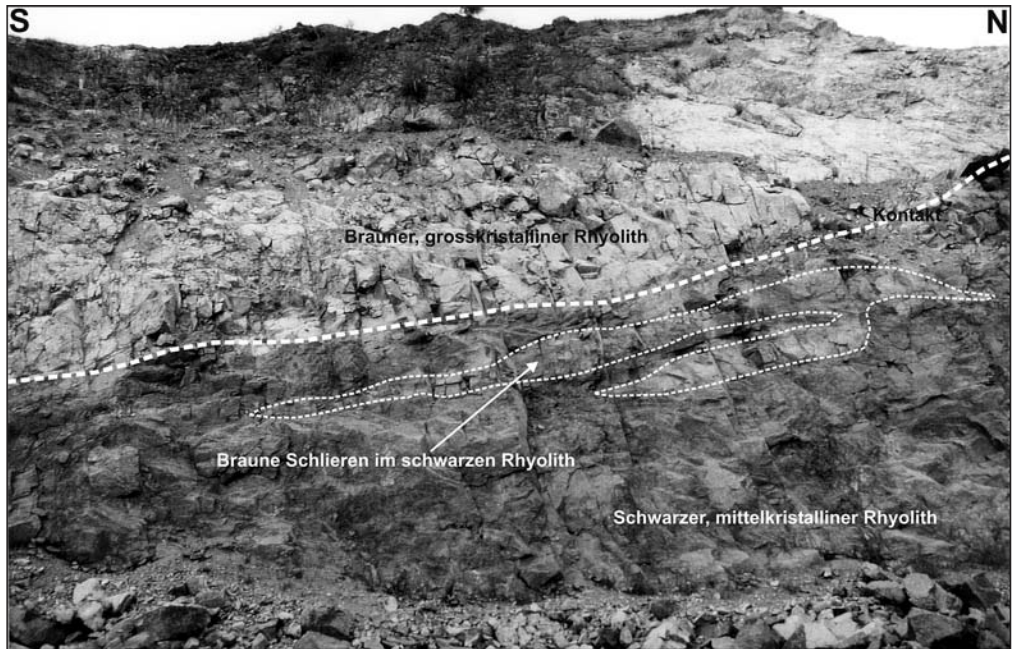 S
N
Kontakt
Brauner, grosskristalliner Rhyolith
Braune Schlieren im schwarzen Rhyolith
Schwarzer, mittelkristalliner Rhyolith